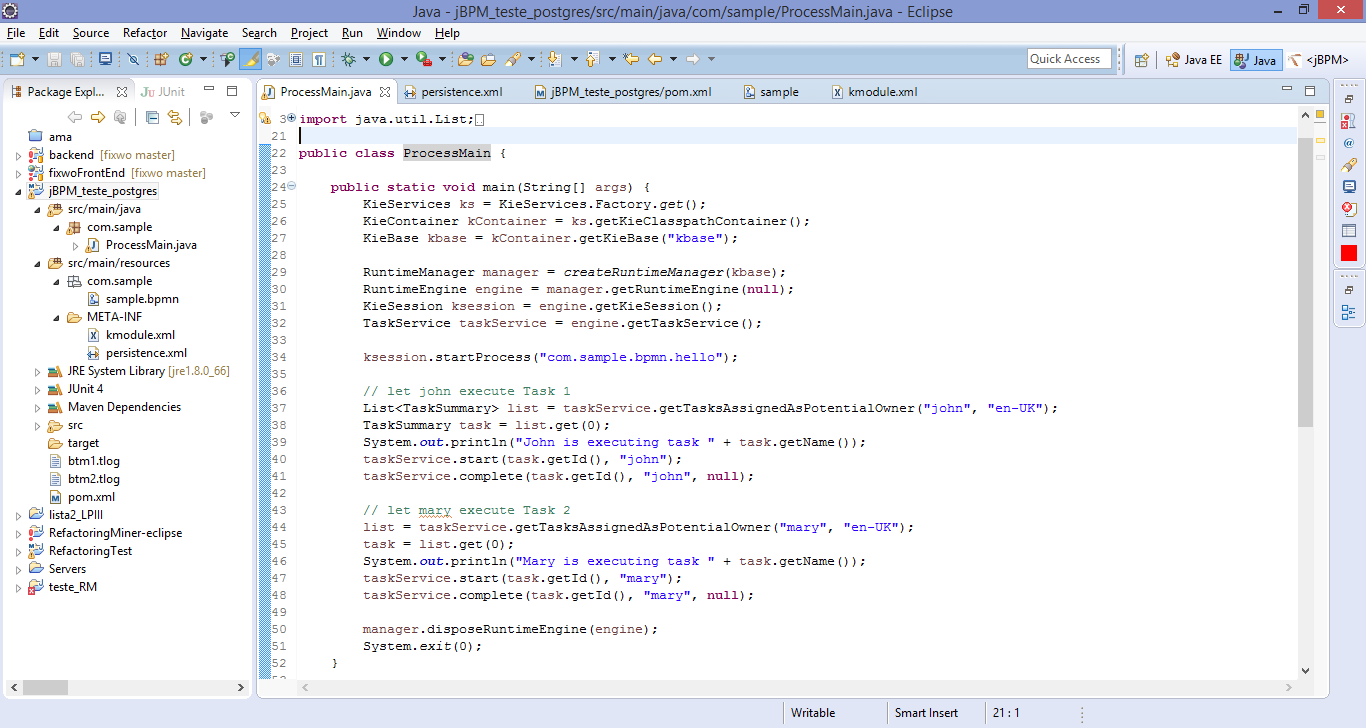 Java - jBPM_teste_postgres/src/main/java/com/sample/ProcessMain.java - Eclipse
File Edit Source Refactor Navigate Search Project Run Window Help
Quick Access
Java EE
Java
<jBPM>
Package Expl...
JUnit
ama
backend [fixwo master]
fixwoFrontEnd [fixwo master]
jBPM_teste_postgres
src/main/java
com.sample
ProcessMain.java
src/main/resources
com.sample
sample.bpmn
META-INF
kmodule.xml
persistence.xml
JRE System Library [jre1.8.0_66]
JUnit 4
Maven Dependencies
src
target
btm1.tlog
btm2.tlog
pom.xml
lista2_LPIII
RefactoringMiner-eclipse
RefactoringTest
Servers
teste_RM
ProcessMain.java persistence.xml jBPM_teste_postgres/pom.xml sample kmodule.xml
3 import java.util.List;
21
22 public class ProcessMain {
23
24     public static void main(String[] args) {
25         KieServices ks = KieServices.Factory.get();
26         KieContainer kContainer = ks.getKieClasspathContainer();
27         KieBase kbase = kContainer.getKieBase("kbase");
28
29         RuntimeManager manager = createRuntimeManager(kbase);
30         RuntimeEngine engine = manager.getRuntimeEngine(null);
31         KieSession ksession = engine.getKieSession();
32         TaskService taskService = engine.getTaskService();
33
34         ksession.startProcess("com.sample.bpmn.hello");
35
36         // let john execute Task 1
37         List<TaskSummary> list = taskService.getTasksAssignedAsPotentialOwner("john", "en-UK");
38         TaskSummary task = list.get(0);
39         System.out.println("John is executing task " + task.getName());
40         taskService.start(task.getId(), "john");
41         taskService.complete(task.getId(), "john", null);
42
43         // let mary execute Task 2
44         list = taskService.getTasksAssignedAsPotentialOwner("mary", "en-UK");
45         task = list.get(0);
46         System.out.println("Mary is executing task " + task.getName());
47         taskService.start(task.getId(), "mary");
48         taskService.complete(task.getId(), "mary", null);
49
50         manager.disposeRuntimeEngine(engine);
51         System.exit(0);
52     }
Writable Smart Insert 21 : 1